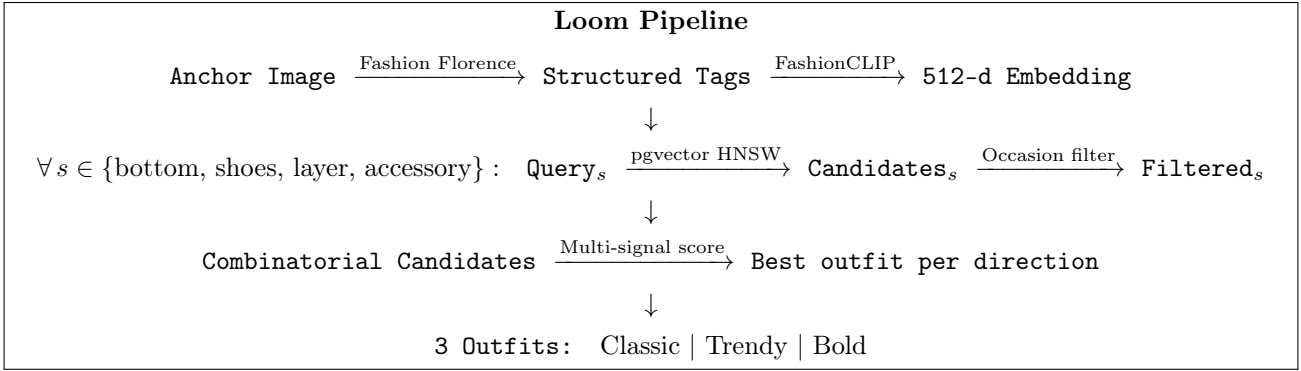 Loom Pipeline
Anchor Image —Fashion Florence→ Structured Tags —FashionCLIP→ 512-d Embedding
↓
∀ s ∈ {bottom, shoes, layer, accessory} : Query_s —pgvector HNSW→ Candidates_s —Occasion filter→ Filtered_s
↓
Combinatorial Candidates —Multi-signal score→ Best outfit per direction
↓
3 Outfits: Classic | Trendy | Bold